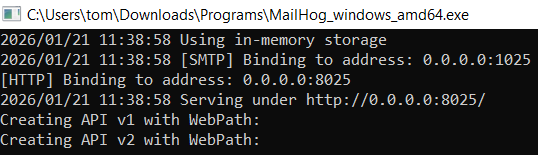 C:\Users\tom\Downloads\Programs\MailHog_windows_amd64.exe
2026/01/21 11:38:58 Using in-memory storage
2026/01/21 11:38:58 [SMTP] Binding to address: 0.0.0.0:1025
[HTTP] Binding to address: 0.0.0.0:8025
2026/01/21 11:38:58 Serving under http://0.0.0.0:8025/
Creating API v1 with WebPath:
Creating API v2 with WebPath: